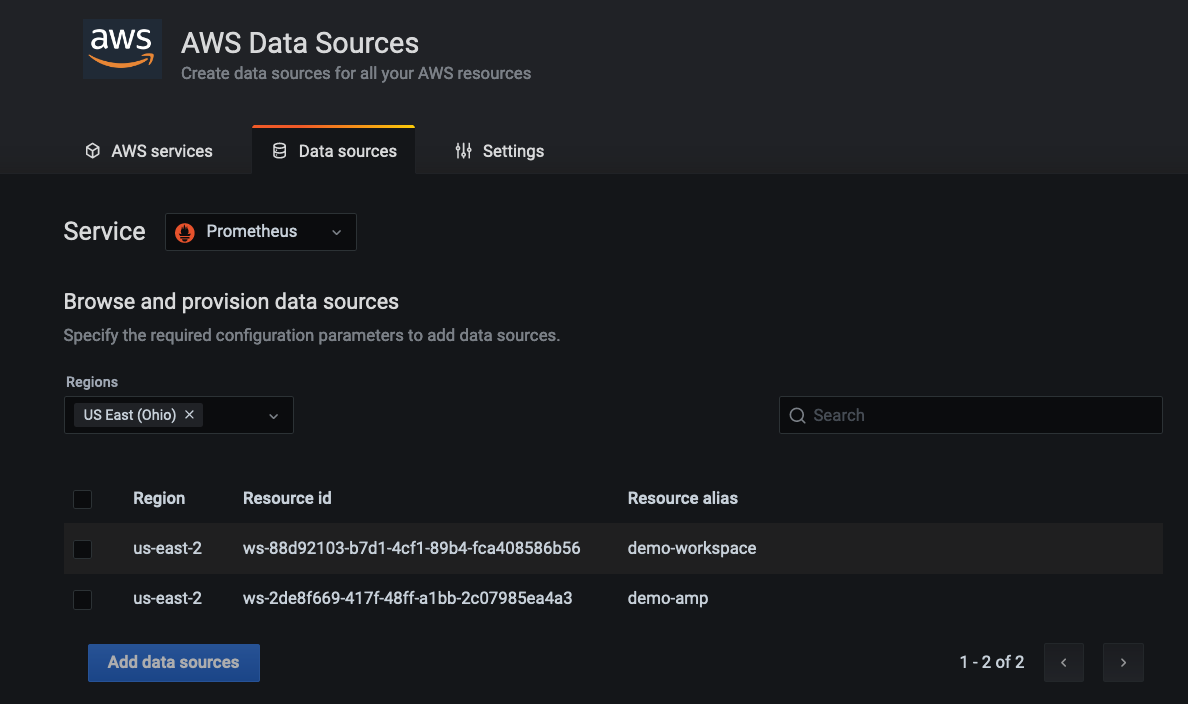 aws
AWS Data Sources
Create data sources for all your AWS resources
AWS services Data sources Settings
Service Prometheus
Browse and provision data sources
Specify the required configuration parameters to add data sources.
Regions
US East (Ohio) Search
Region Resource id Resource alias
us-east-2 ws-88d92103-b7d1-4cf1-89b4-fca408586b56 demo-workspace
us-east-2 ws-2de8f669-417f-48ff-a1bb-2c07985ea4a3 demo-amp
Add data sources 1 - 2 of 2